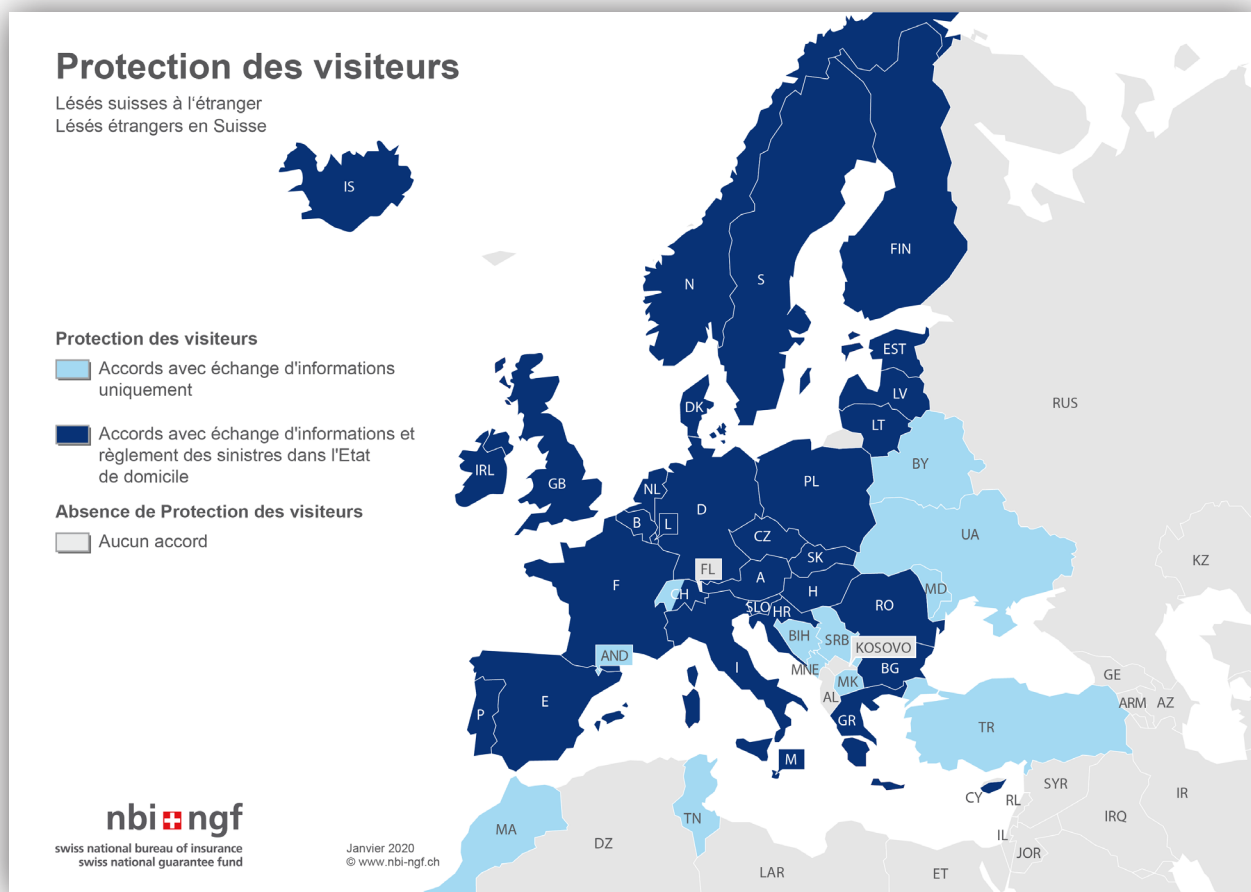 Protection des visiteurs
Lésés suisses à l‘étranger
Lésés étrangers en Suisse
IS
FIN
N
S
Protection des visiteurs
Accords avec échange d'informations
uniquement
Accords avec échange d'informations et
règlement des sinistres dans l'Etat
de domicile
Absence de Protection des visiteurs
Aucun accord
EST
LV
LT
RUS
DK
BY
IRL
GB
NL
PL
B
L
D
CZ
UA
SK
KZ
FL
F
CH
A
H
MD
RO
SLO
HR
BIH
SRB
KOSOVO
AND
I
MNE
MK
BG
GE
AL
ARM
AZ
P
E
GR
TR
M
CY
SYR
RL
IR
IRQ
MA
TN
DZ
IL
JOR
LAR
ET
nbi ngf
swiss national bureau of insurance
swiss national guarantee fund
Janvier 2020
© www.nbi-ngf.ch